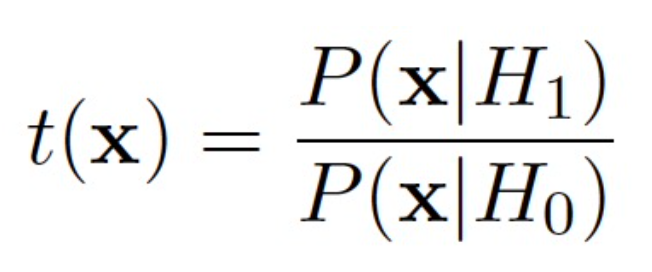 t(𝐱) = P(𝐱|H₁) / P(𝐱|H₀)